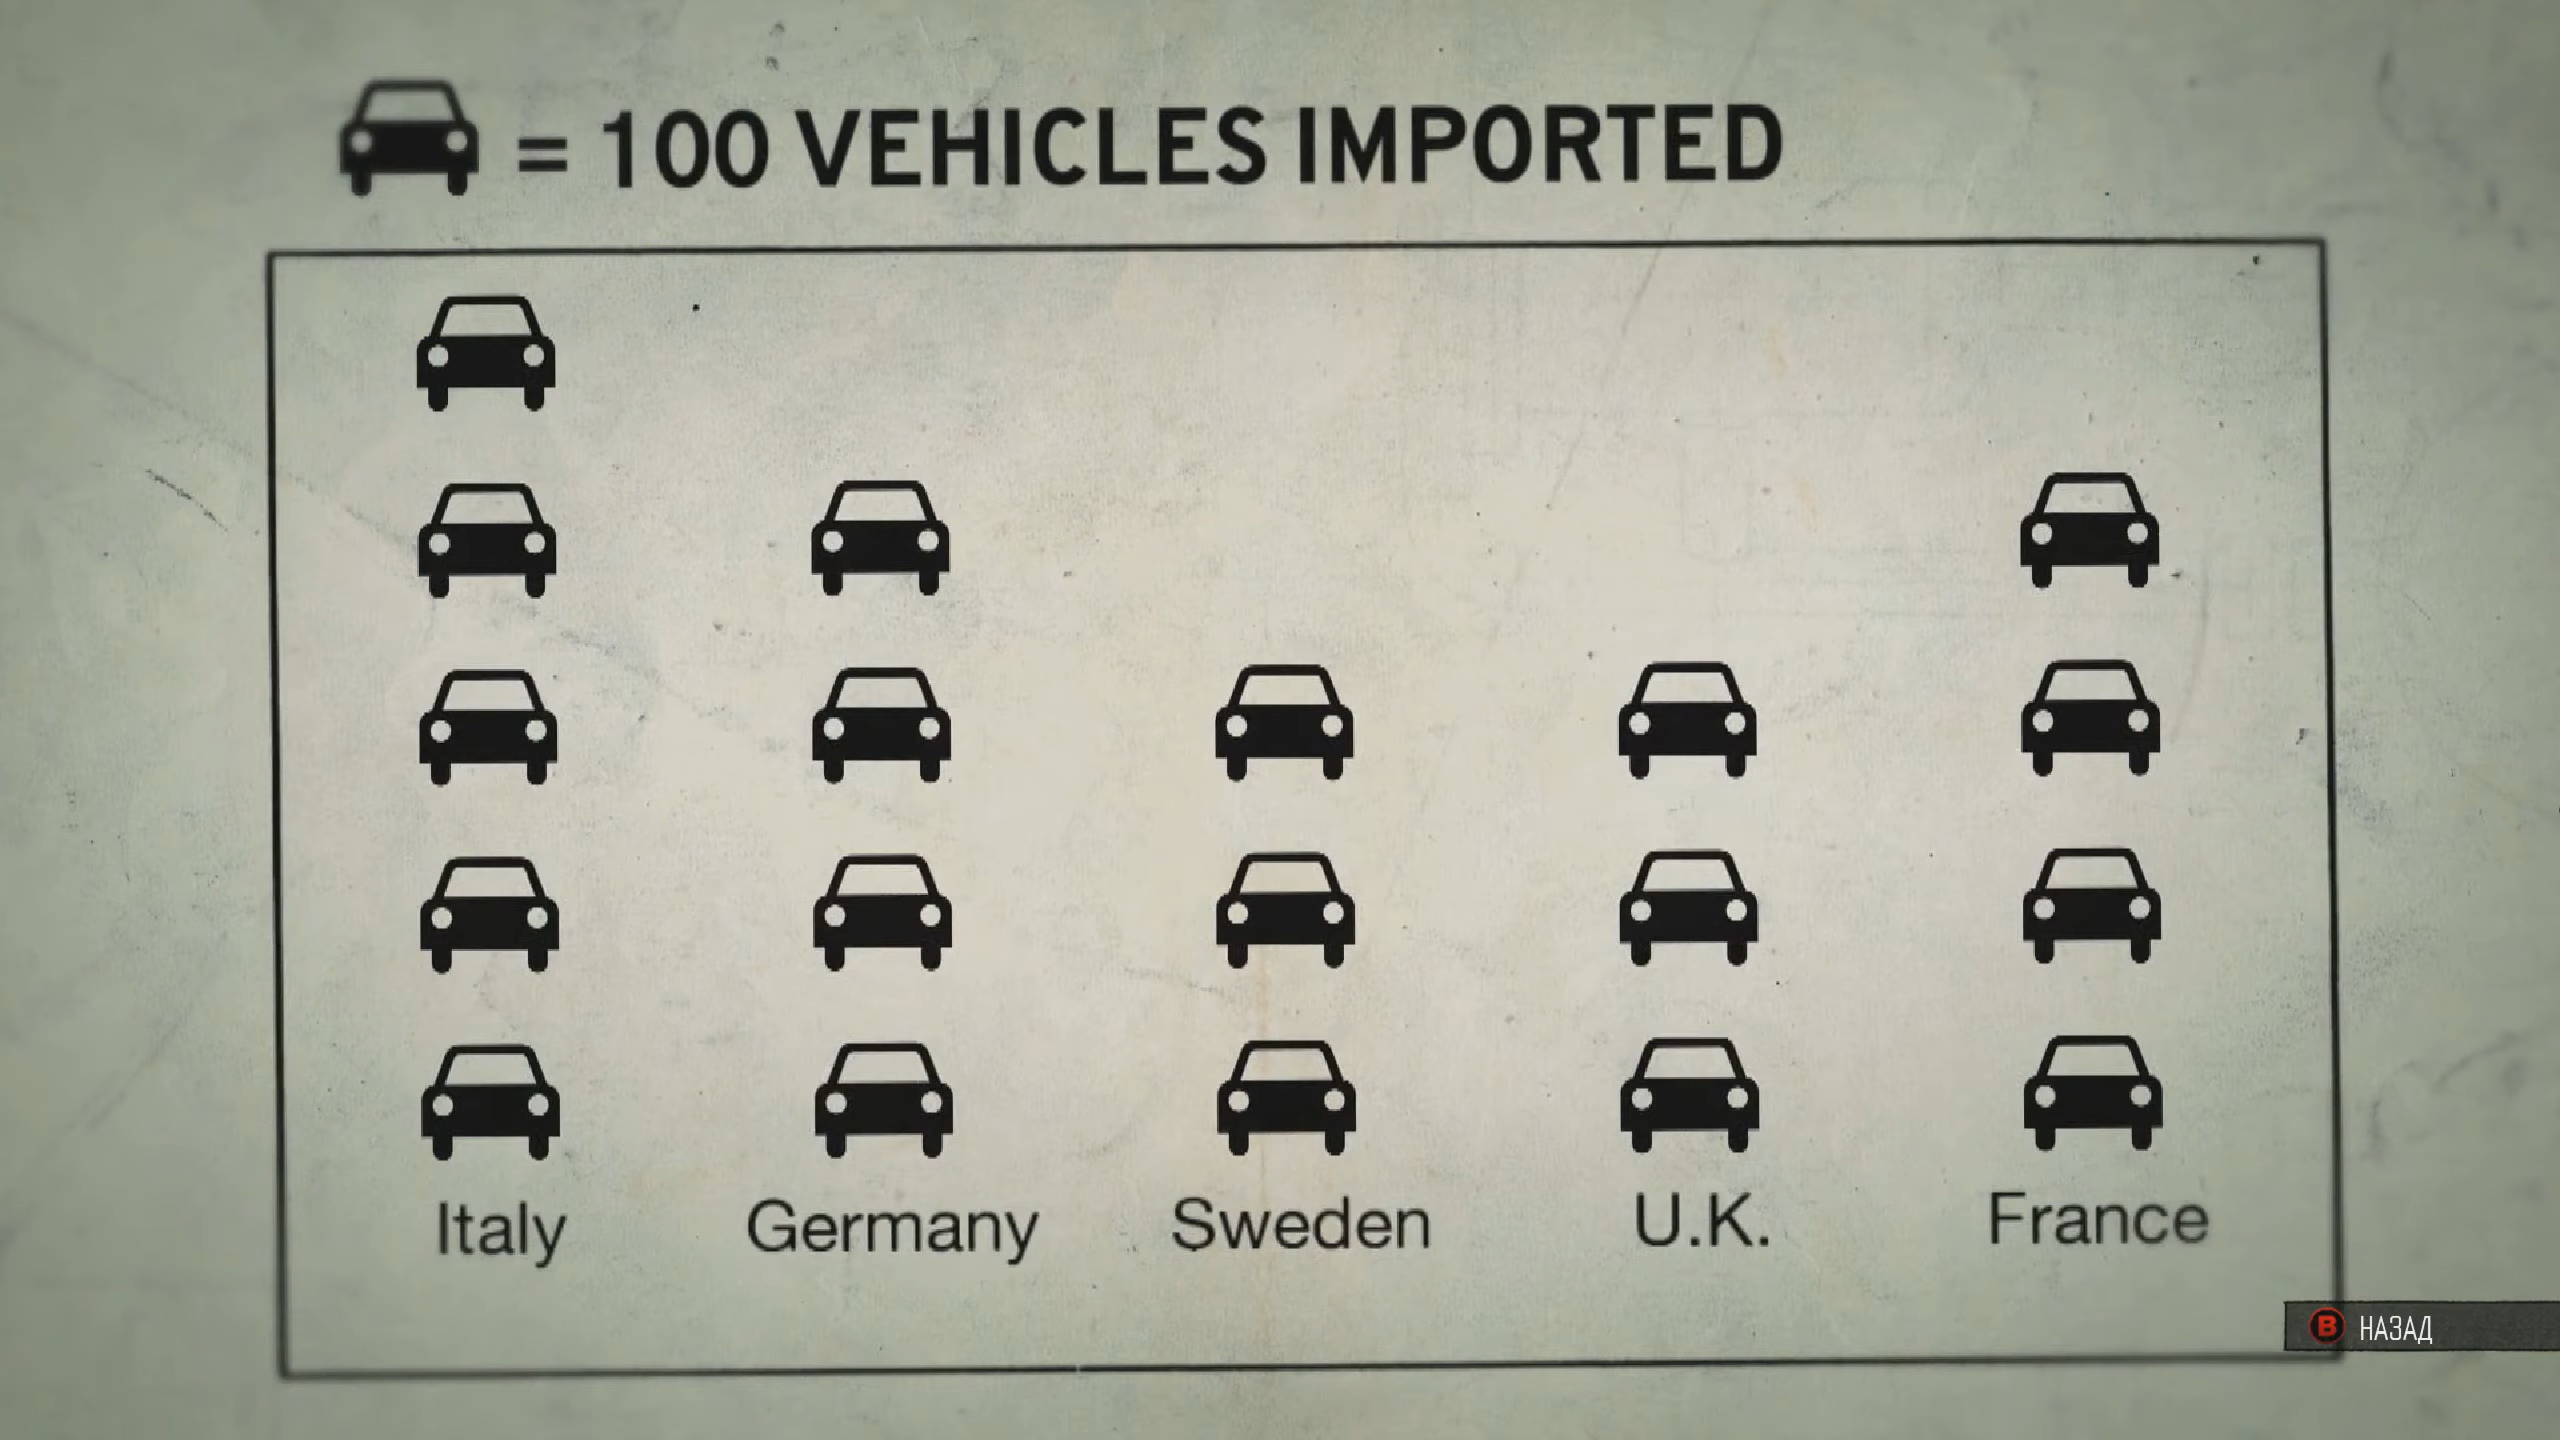 = 100 VEHICLES IMPORTED
Italy Germany Sweden U.K. France
B НАЗАД